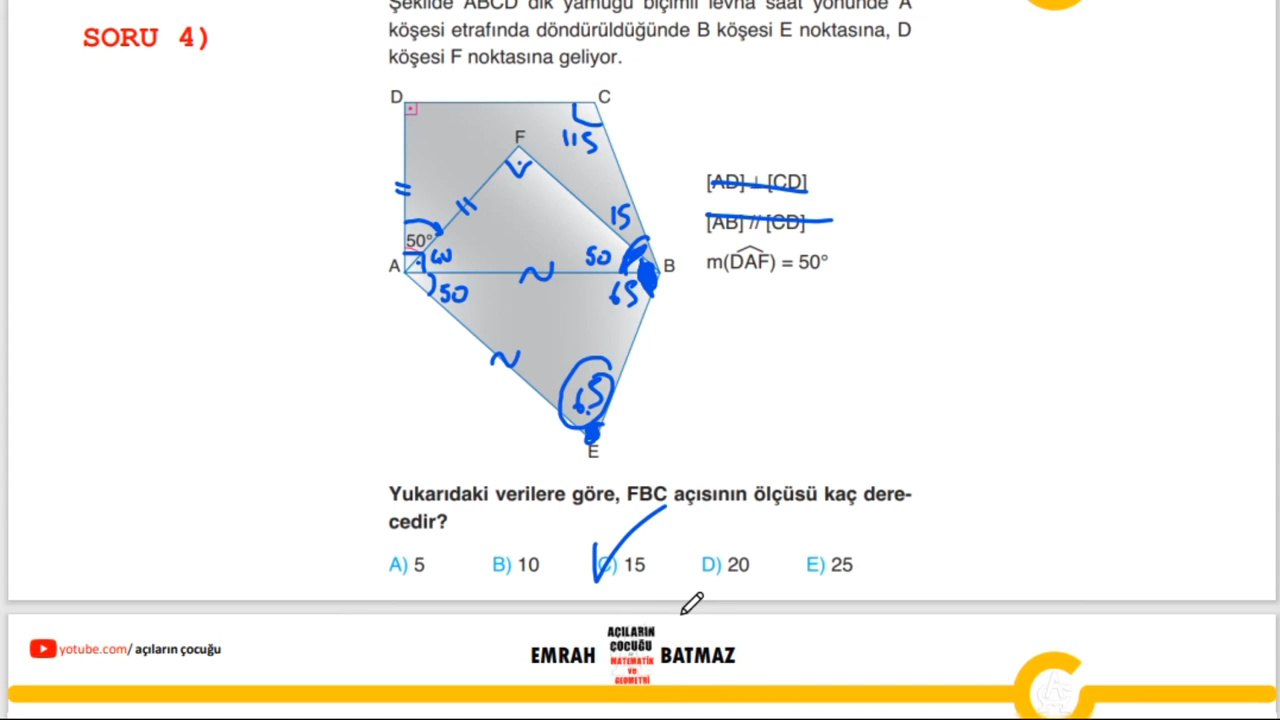 SORU 4)
Şekilde ABCD dik yamuğu biçimli levha saat yönünde A
köşesi etrafında döndürüldüğünde B köşesi E noktasına, D
köşesi F noktasına geliyor.
D
C
115
F
15
[AD] ⊥ [CD]
[AB] // [CD]
50°
40
A
50
B
m(DAF) = 50°
50
65
65
E
Yukarıdaki verilere göre, FBC açısının ölçüsü kaç dere-
cedir?
A) 5 B) 10 C) 15 D) 20 E) 25
yotube.com/ açıların çocuğu
EMRAH
AÇILARIN
ÇOCUĞU
MATEMATİK
VE
GEOMETRİ
BATMAZ